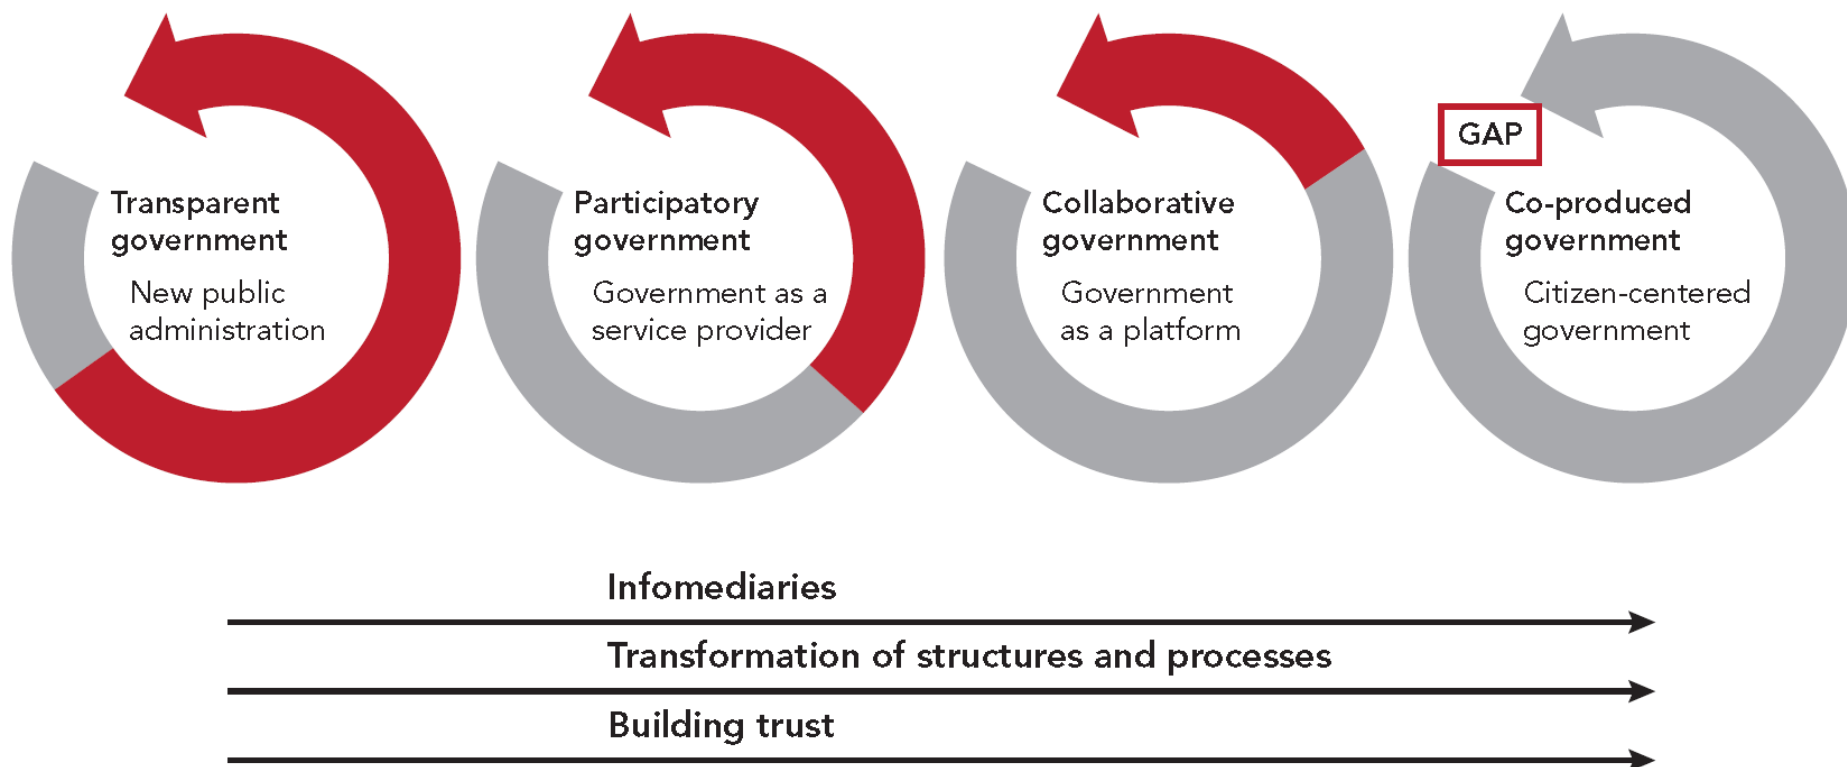 Transparent
government
New public
administration
Participatory
government
Government as a
service provider
Collaborative
government
Government
as a platform
GAP
Co-produced
government
Citizen-centered
government
Infomediaries
Transformation of structures and processes
Building trust